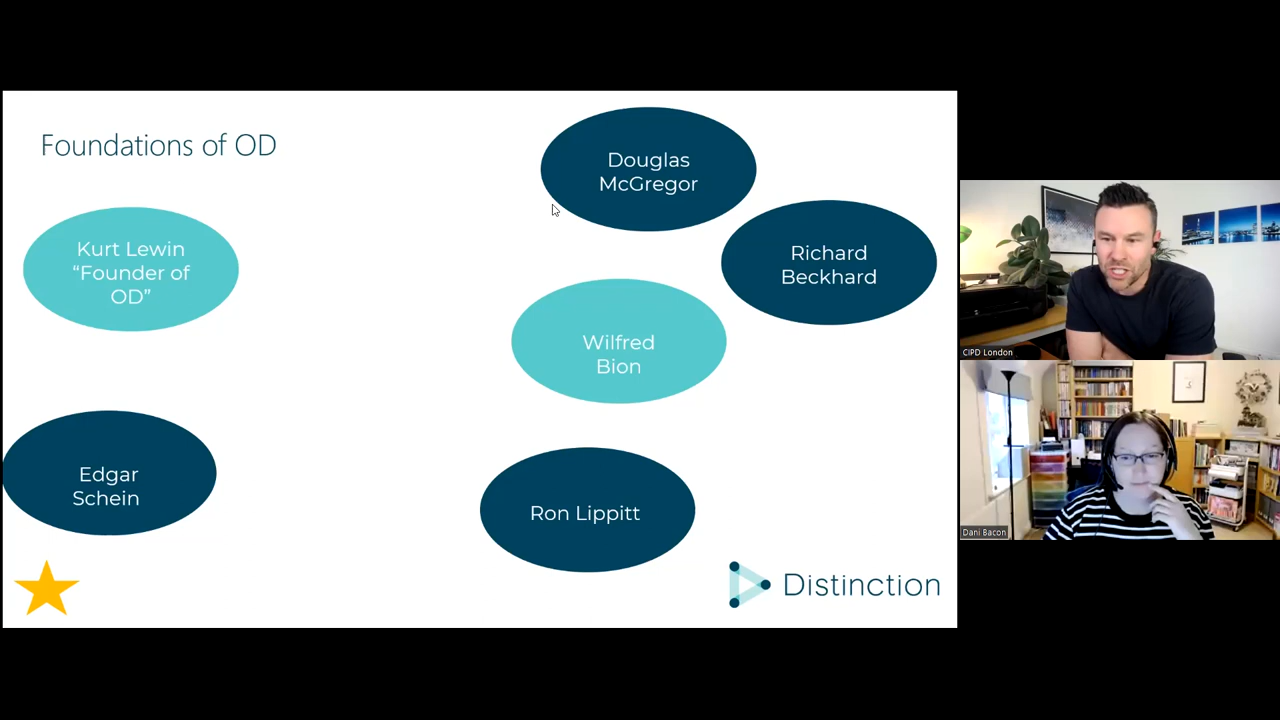 Foundations of OD
Douglas
McGregor
Kurt Lewin
“Founder of
OD”
Richard
Beckhard
Wilfred
Bion
Edgar
Schein
Ron Lippitt
Distinction
CIPD London
Dani Bacon